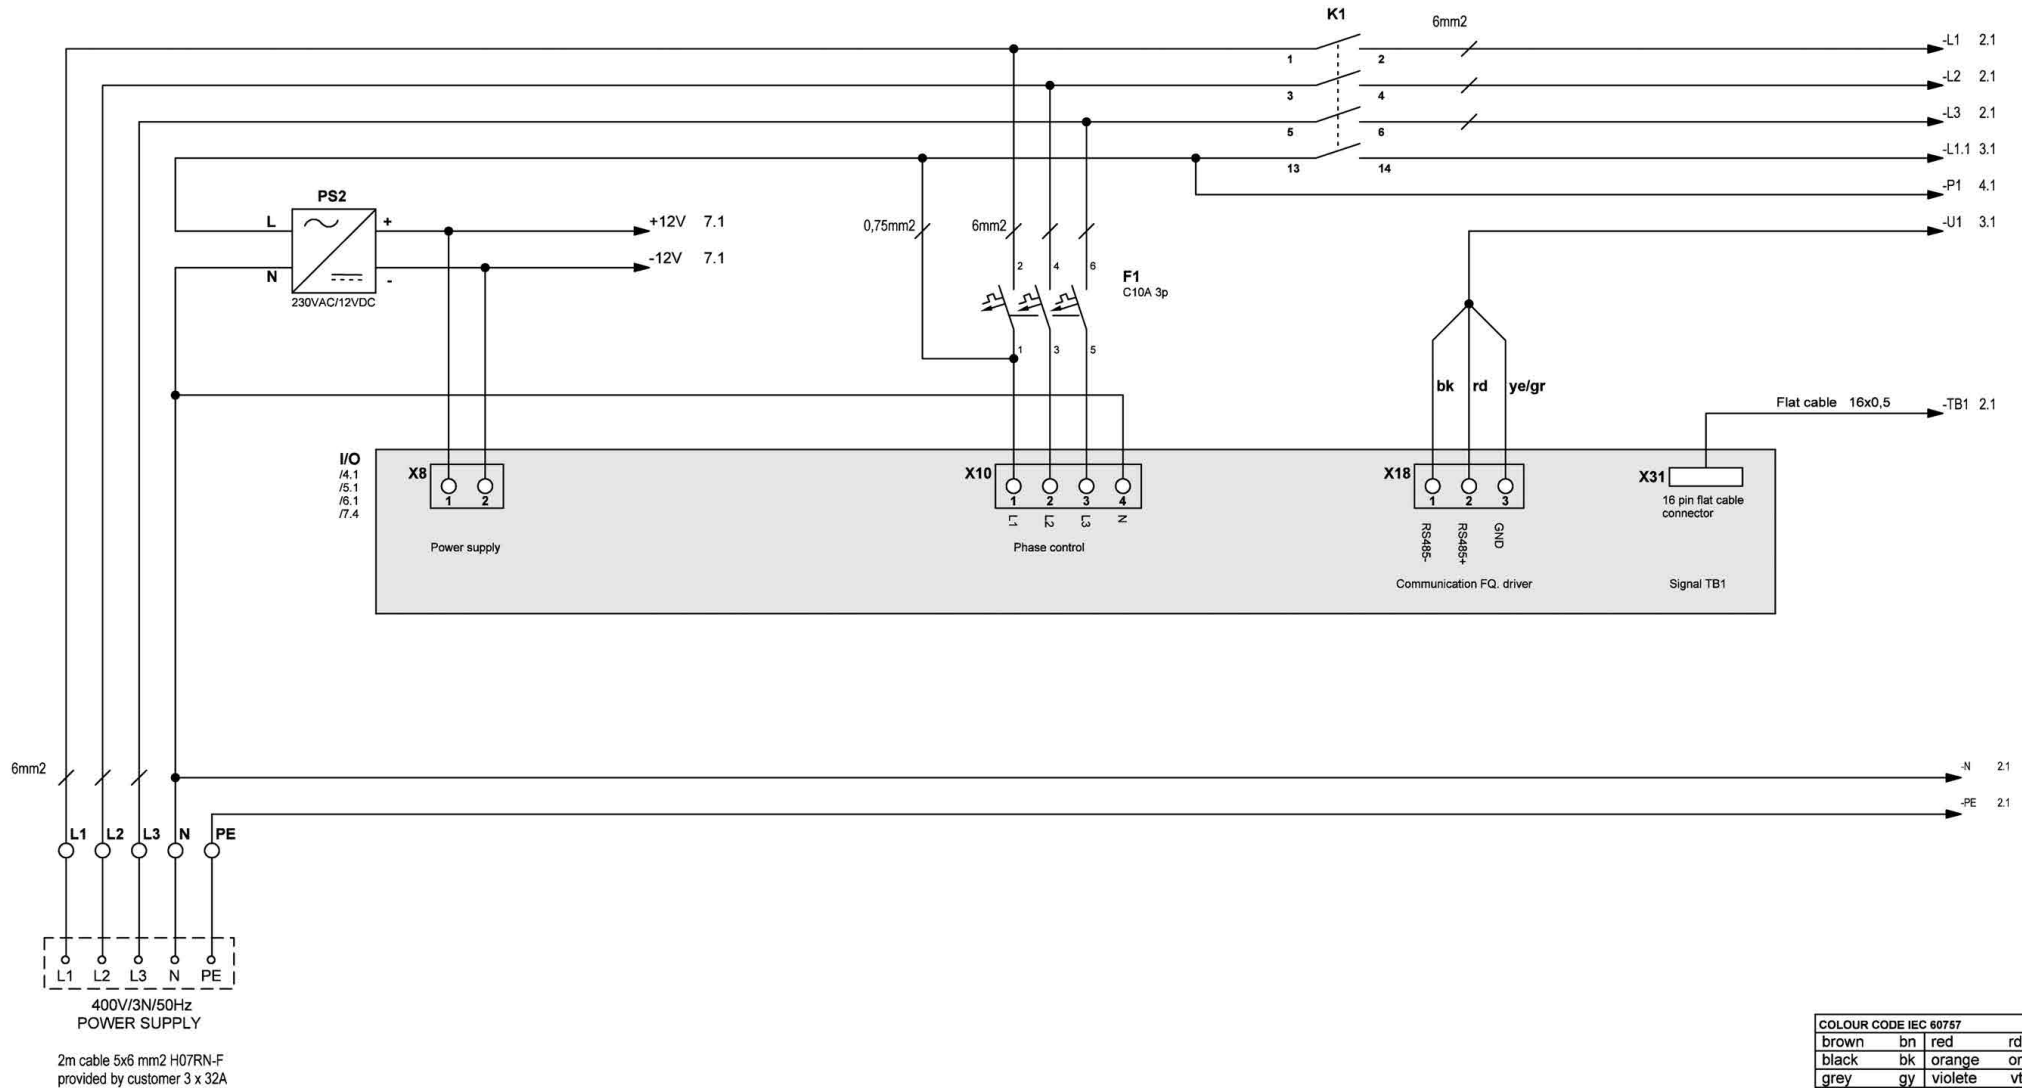 K1
6mm2
1 2 -L1 2.1
3 4 -L2 2.1
5 6 -L3 2.1
13 14 -L1.1 3.1
-P1 4.1
PS2
L + +12V 7.1
0,75mm2 6mm2
-U1 3.1
N - -12V 7.1
230VAC/12VDC
2 4 6
F1
C10A 3p
1 3 5
bk rd ye/gr
Flat cable 16x0,5 -TB1 2.1
I/O
/4.1
/5.1
/6.1
/7.4
X8
1 2
Power supply
X10
1 2 3 4
L1 L2 L3 N
Phase control
X18
1 2 3
RS485- RS485+ GND
Communication FQ. driver
X31
16 pin flat cable
connector
Signal TB1
6mm2
-N 2.1
-PE 2.1
L1 L2 L3 N PE
L1 L2 L3 N PE
400V/3N/50Hz
POWER SUPPLY
2m cable 5x6 mm2 H07RN-F
provided by customer 3 x 32A
COLOUR CODE IEC 60757
brown bn red rd
black bk orange or
grey gy violete vt